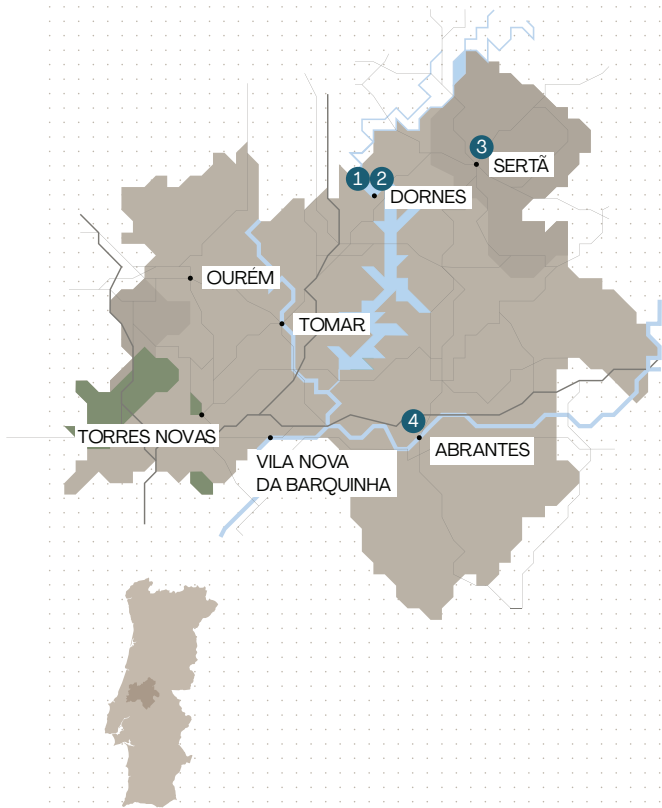 3
SERTÃ
1 2
DORNES
OURÉM
TOMAR
4
TORRES NOVAS
ABRANTES
VILA NOVA
DA BARQUINHA